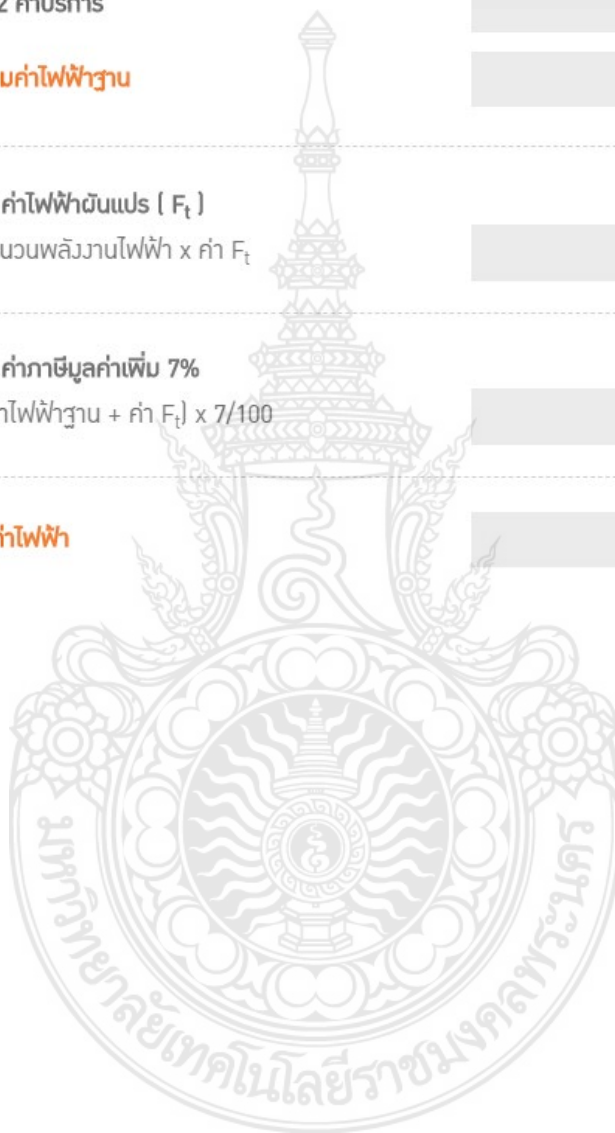 2 ค่าบริการ
มค่าไฟฟ้าฐาน
ค่าไฟฟ้าผันแปร ( Ft )
นวนพลังงานไฟฟ้า x ค่า Ft
ค่าภาษีมูลค่าเพิ่ม 7%
าไฟฟ้าฐาน + ค่า Ft) x 7/100
ค่าไฟฟ้า
มหาวิทยาลัยเทคโนโลยีราชมงคลพระนคร